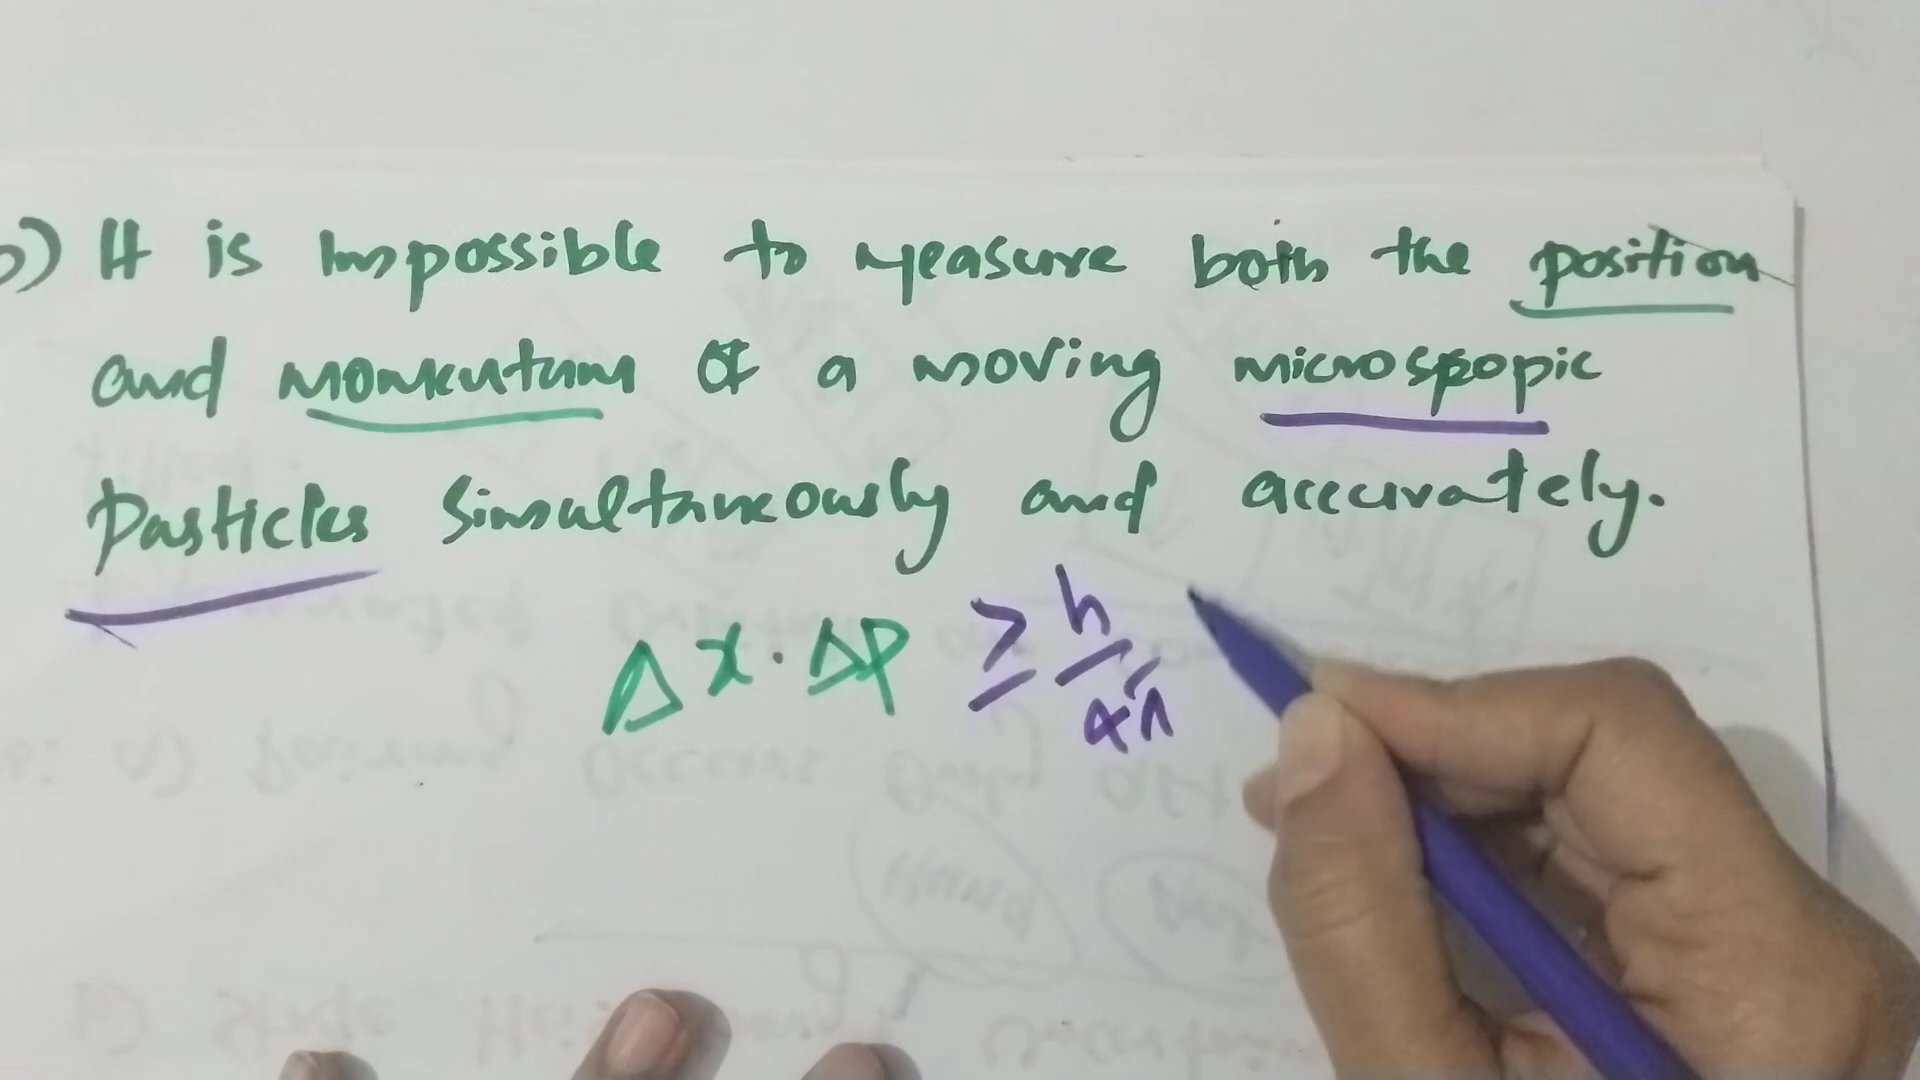 b) It is Impossible to measure both the position
and momentum of a moving microscopic
Particles Simultaneously and accurately.
Δx·Δp ≥ h/4π